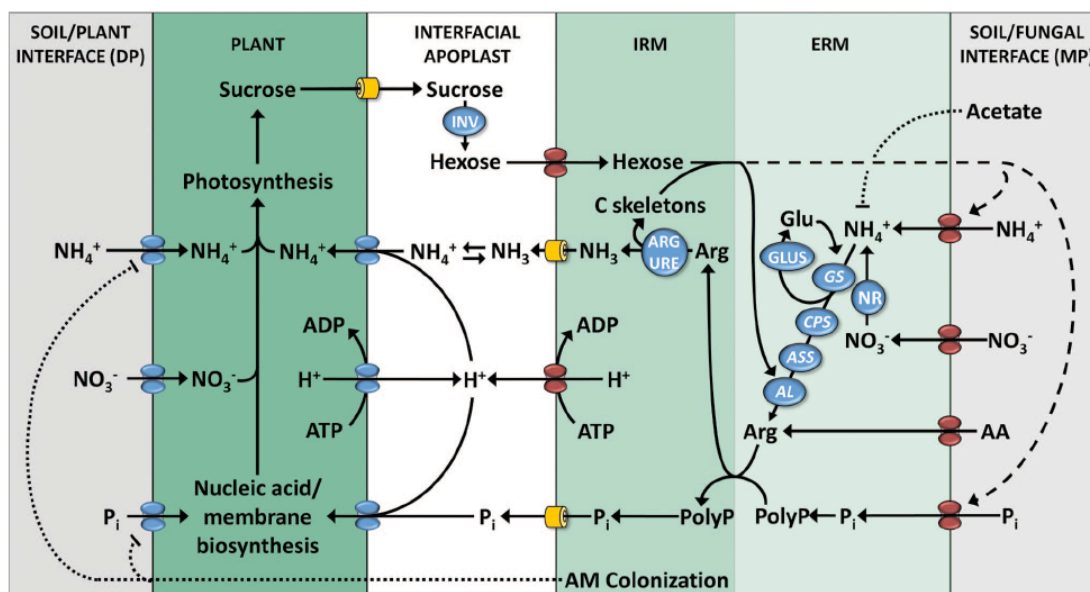 SOIL/PLANT
INTERFACE (DP)
PLANT
INTERFACIAL
APOPLAST
IRM
ERM
SOIL/FUNGAL
INTERFACE (MP)
Sucrose
Sucrose
Acetate
INV
Hexose
Hexose
Photosynthesis
C skeletons
Glu
NH₄⁺
NH₄⁺
NH₄⁺
NH₄⁺
NH₄⁺
NH₃
NH₃
ARG
URE
Arg
GLUS
GS
NH₄⁺
NR
CPS
ADP
ADP
NO₃⁻
NO₃⁻
ASS
NO₃⁻
NO₃⁻
H⁺
H⁺
H⁺
AL
ATP
ATP
Arg
AA
Nucleic acid/
membrane
biosynthesis
Pᵢ
Pᵢ
Pᵢ
PolyP
PolyP
Pᵢ
Pᵢ
AM Colonization